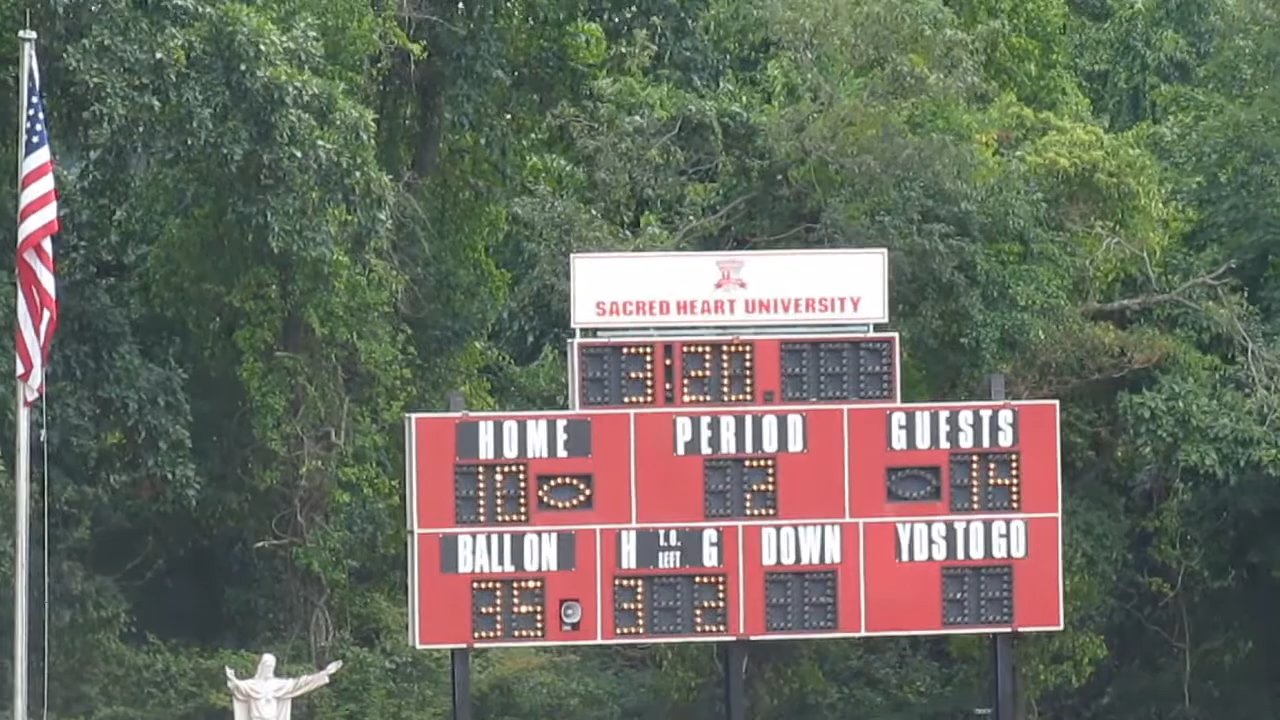 SACRED HEART UNIVERSITY
3:20
HOME PERIOD GUESTS
10 2 14
BALL ON H T.O. LEFT G DOWN YDS TO GO
35 3 2